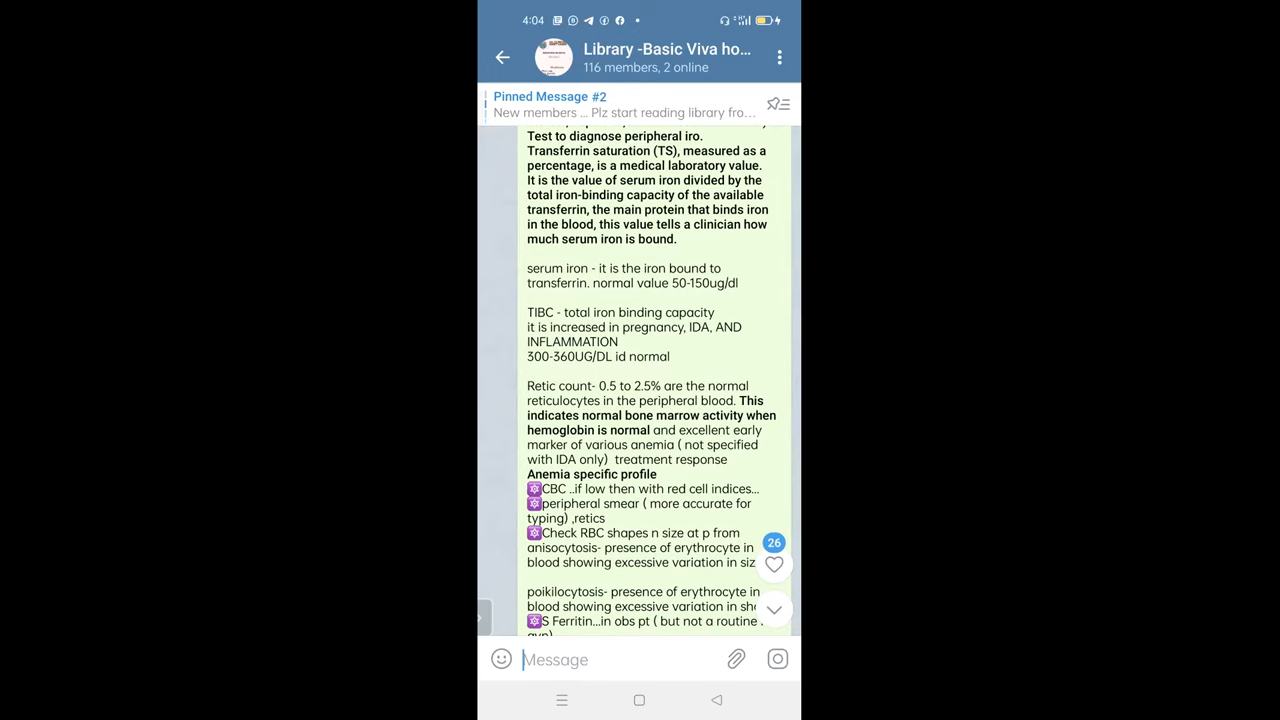 4:04
Library -Basic Viva ho...
116 members, 2 online
Pinned Message #2
New members ... Plz start reading library fro...
Test to diagnose peripheral iro.
Transferrin saturation (TS), measured as a
percentage, is a medical laboratory value.
It is the value of serum iron divided by the
total iron-binding capacity of the available
transferrin, the main protein that binds iron
in the blood, this value tells a clinician how
much serum iron is bound.
serum iron - it is the iron bound to
transferrin. normal value 50-150ug/dl
TIBC - total iron binding capacity
it is increased in pregnancy, IDA, AND
INFLAMMATION
300-360UG/DL id normal
Retic count- 0.5 to 2.5% are the normal
reticulocytes in the peripheral blood. This
indicates normal bone marrow activity when
hemoglobin is normal and excellent early
marker of various anemia ( not specified
with IDA only)  treatment response
Anemia specific profile
🔯CBC ..if low then with red cell indices...
🔯peripheral smear ( more accurate for
typing) ,retics
🔯Check RBC shapes n size at p from
anisocytosis- presence of erythrocyte in
26
blood showing excessive variation in siz
poikilocytosis- presence of erythrocyte in
blood showing excessive variation in sh
🔯S Ferritin...in obs pt ( but not a routine
Message